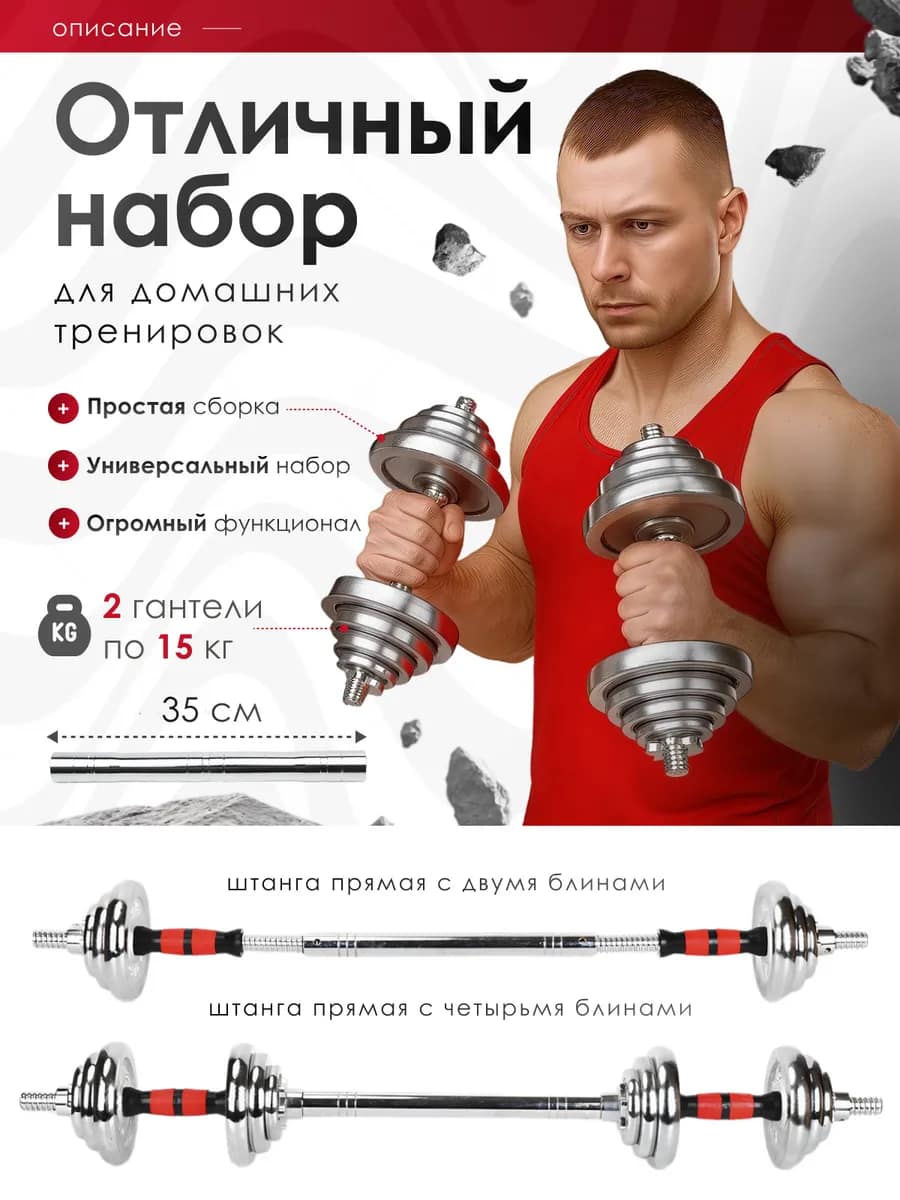 описание
Отличный
набор
для домашних
тренировок
Простая сборка
Универсальный набор
Огромный функционал
KG
2 гантели
по 15 кг
35 см
штанга прямая с двумя блинами
штанга прямая с четырьмя блинами